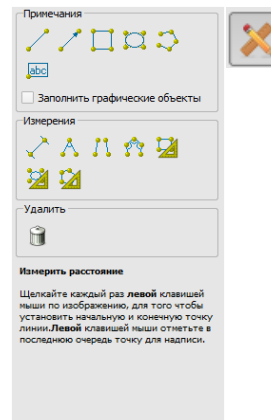 Примечания
abc
Заполнить графические объекты
Измерения
Удалить
Измерить расстояние
Щелкайте каждый раз левой клавишей
мыши по изображению, для того чтобы
установить начальную и конечную точку
линии.Левой клавишей мыши отметьте в
последнюю очередь точку для надписи.